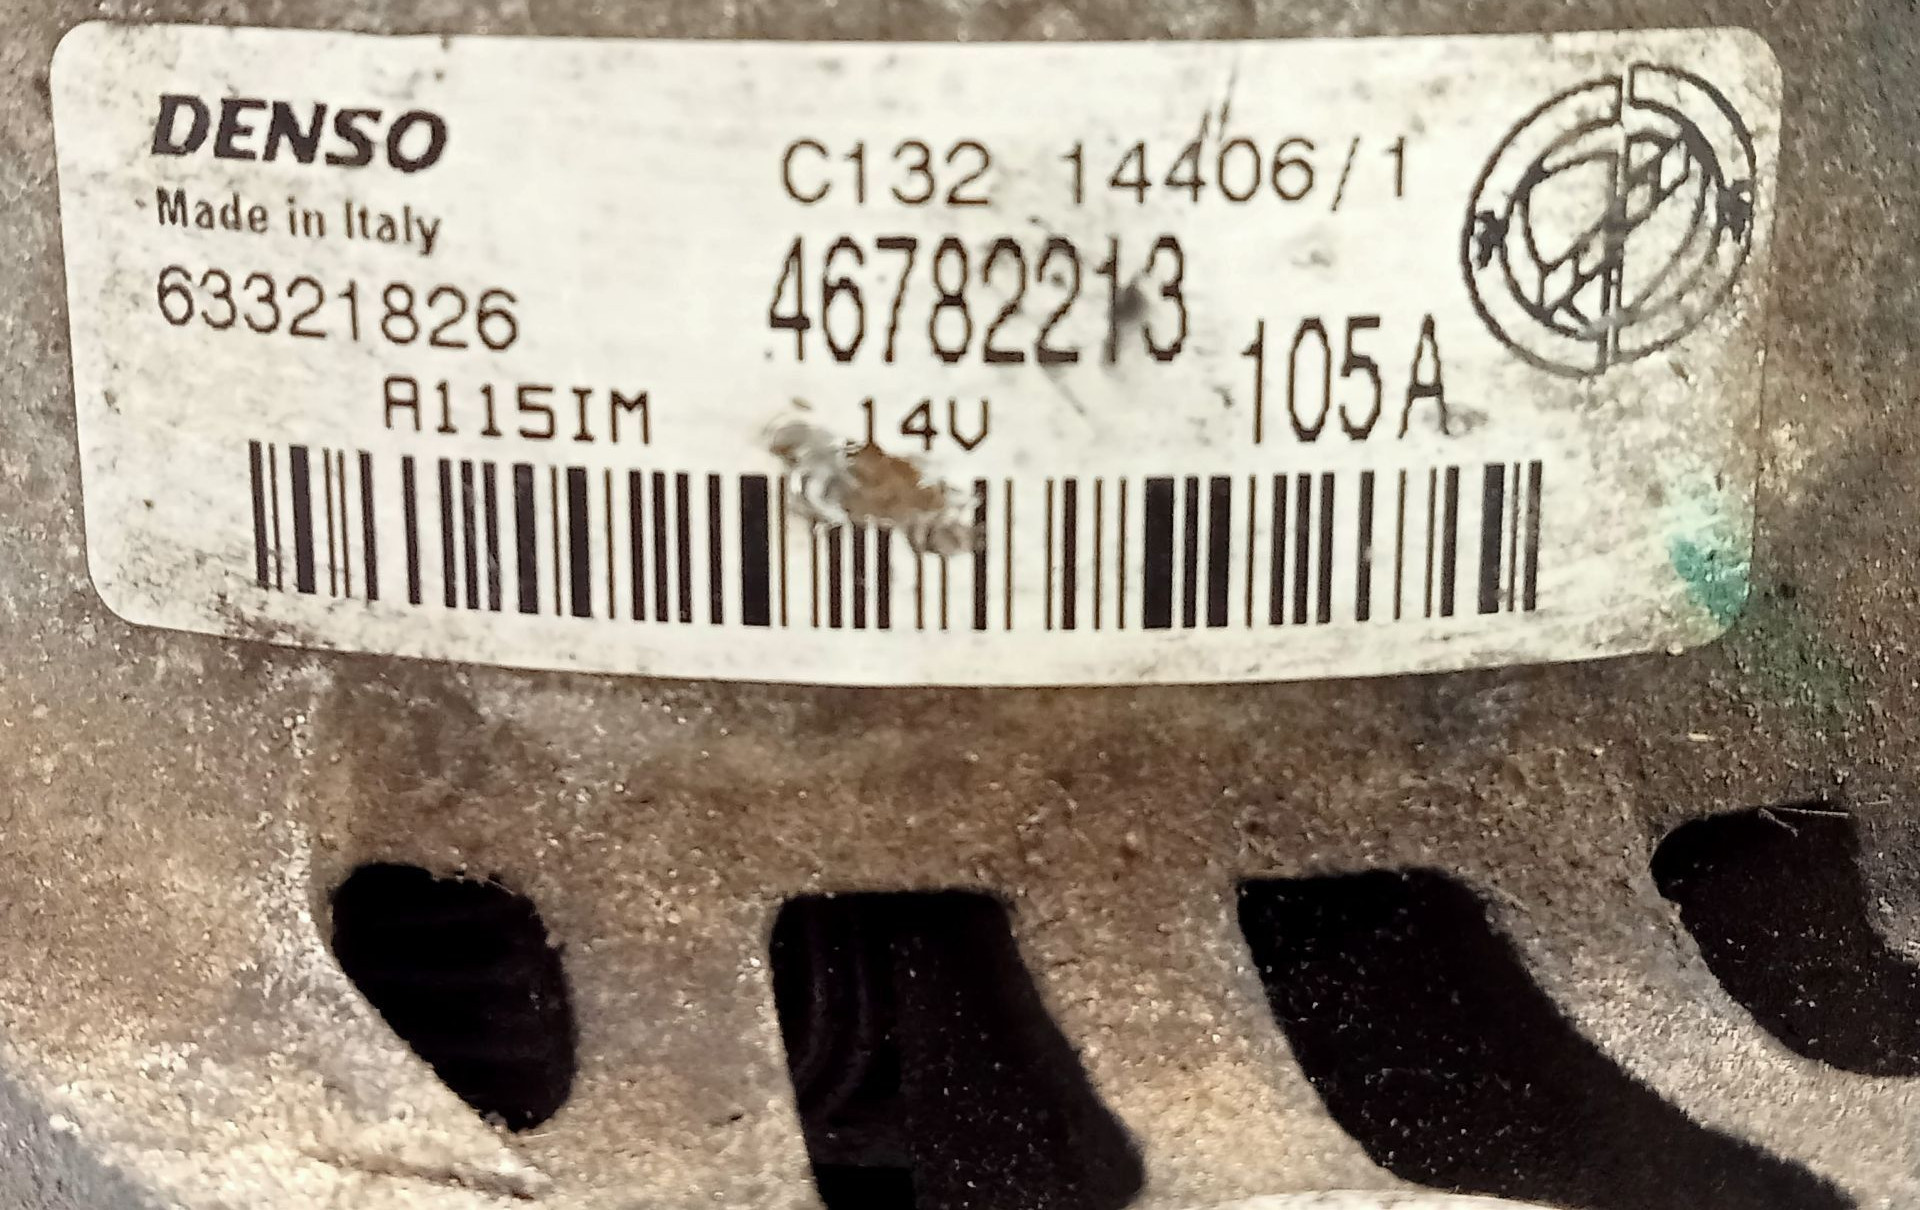 DENSO
Made in Italy
63321826
A115IM
C132 14406/1
46782213
14V
105A